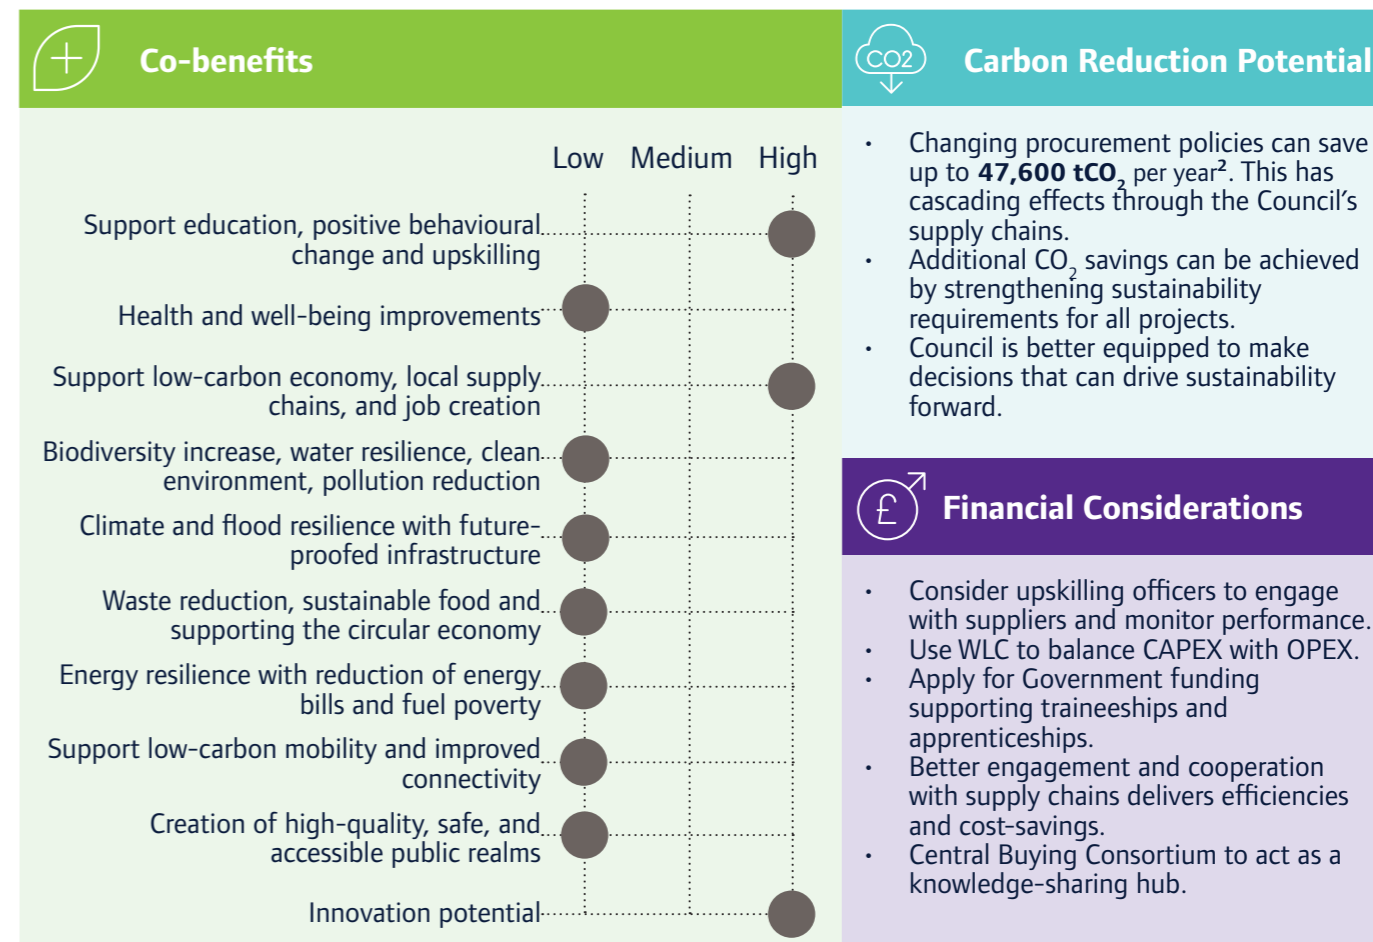 Co-benefits
Low Medium High
Support education, positive behavioural
change and upskilling
Health and well-being improvements
Support low-carbon economy, local supply
chains, and job creation
Biodiversity increase, water resilience, clean
environment, pollution reduction
Climate and flood resilience with future-
proofed infrastructure
Waste reduction, sustainable food and
supporting the circular economy
Energy resilience with reduction of energy
bills and fuel poverty
Support low-carbon mobility and improved
connectivity
Creation of high-quality, safe, and
accessible public realms
Innovation potential
CO2
Carbon Reduction Potential
• Changing procurement policies can save
up to 47,600 tCO₂ per year². This has
cascading effects through the Council’s
supply chains.
• Additional CO₂ savings can be achieved
by strengthening sustainability
requirements for all projects.
• Council is better equipped to make
decisions that can drive sustainability
forward.
£
Financial Considerations
• Consider upskilling officers to engage
with suppliers and monitor performance.
• Use WLC to balance CAPEX with OPEX.
• Apply for Government funding
supporting traineeships and
apprenticeships.
• Better engagement and cooperation
with supply chains delivers efficiencies
and cost-savings.
• Central Buying Consortium to act as a
knowledge-sharing hub.